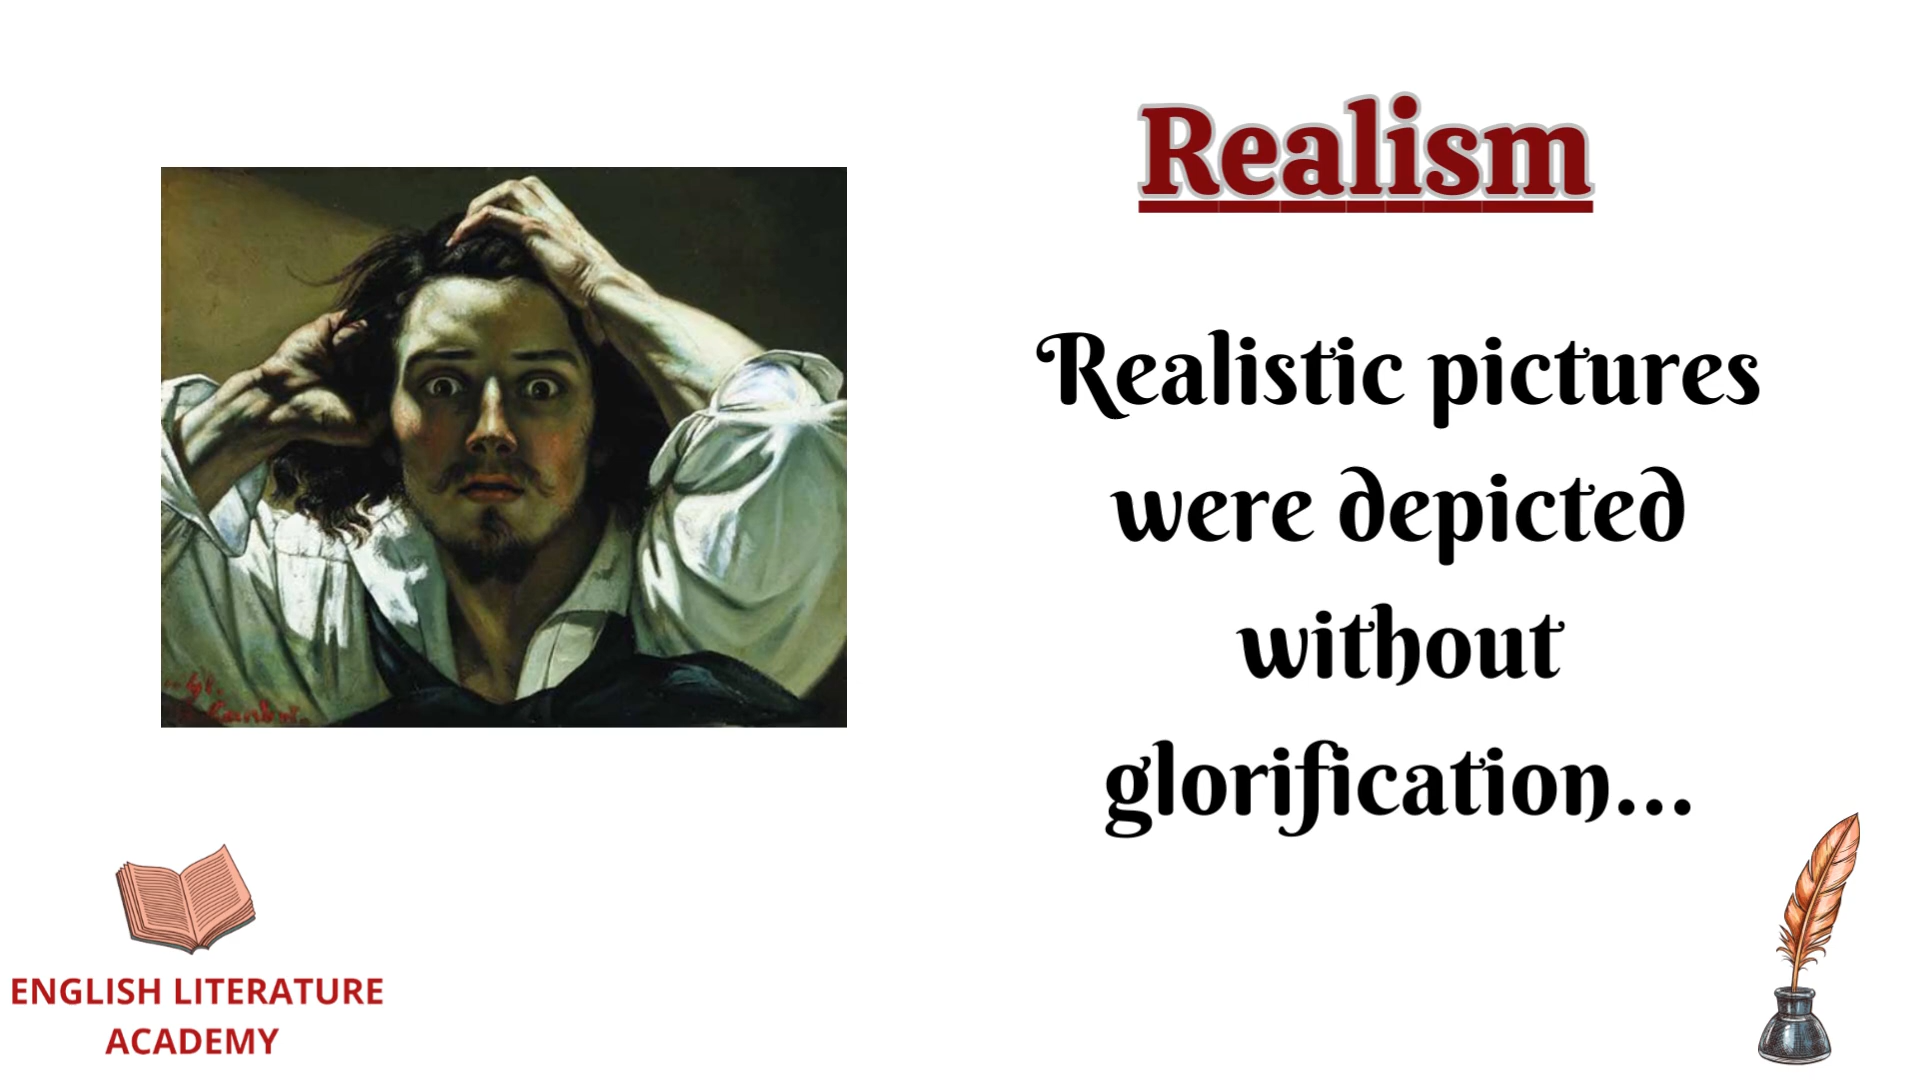 Realism
Realistic pictures
were depicted
without
glorification...
ENGLISH LITERATURE
ACADEMY